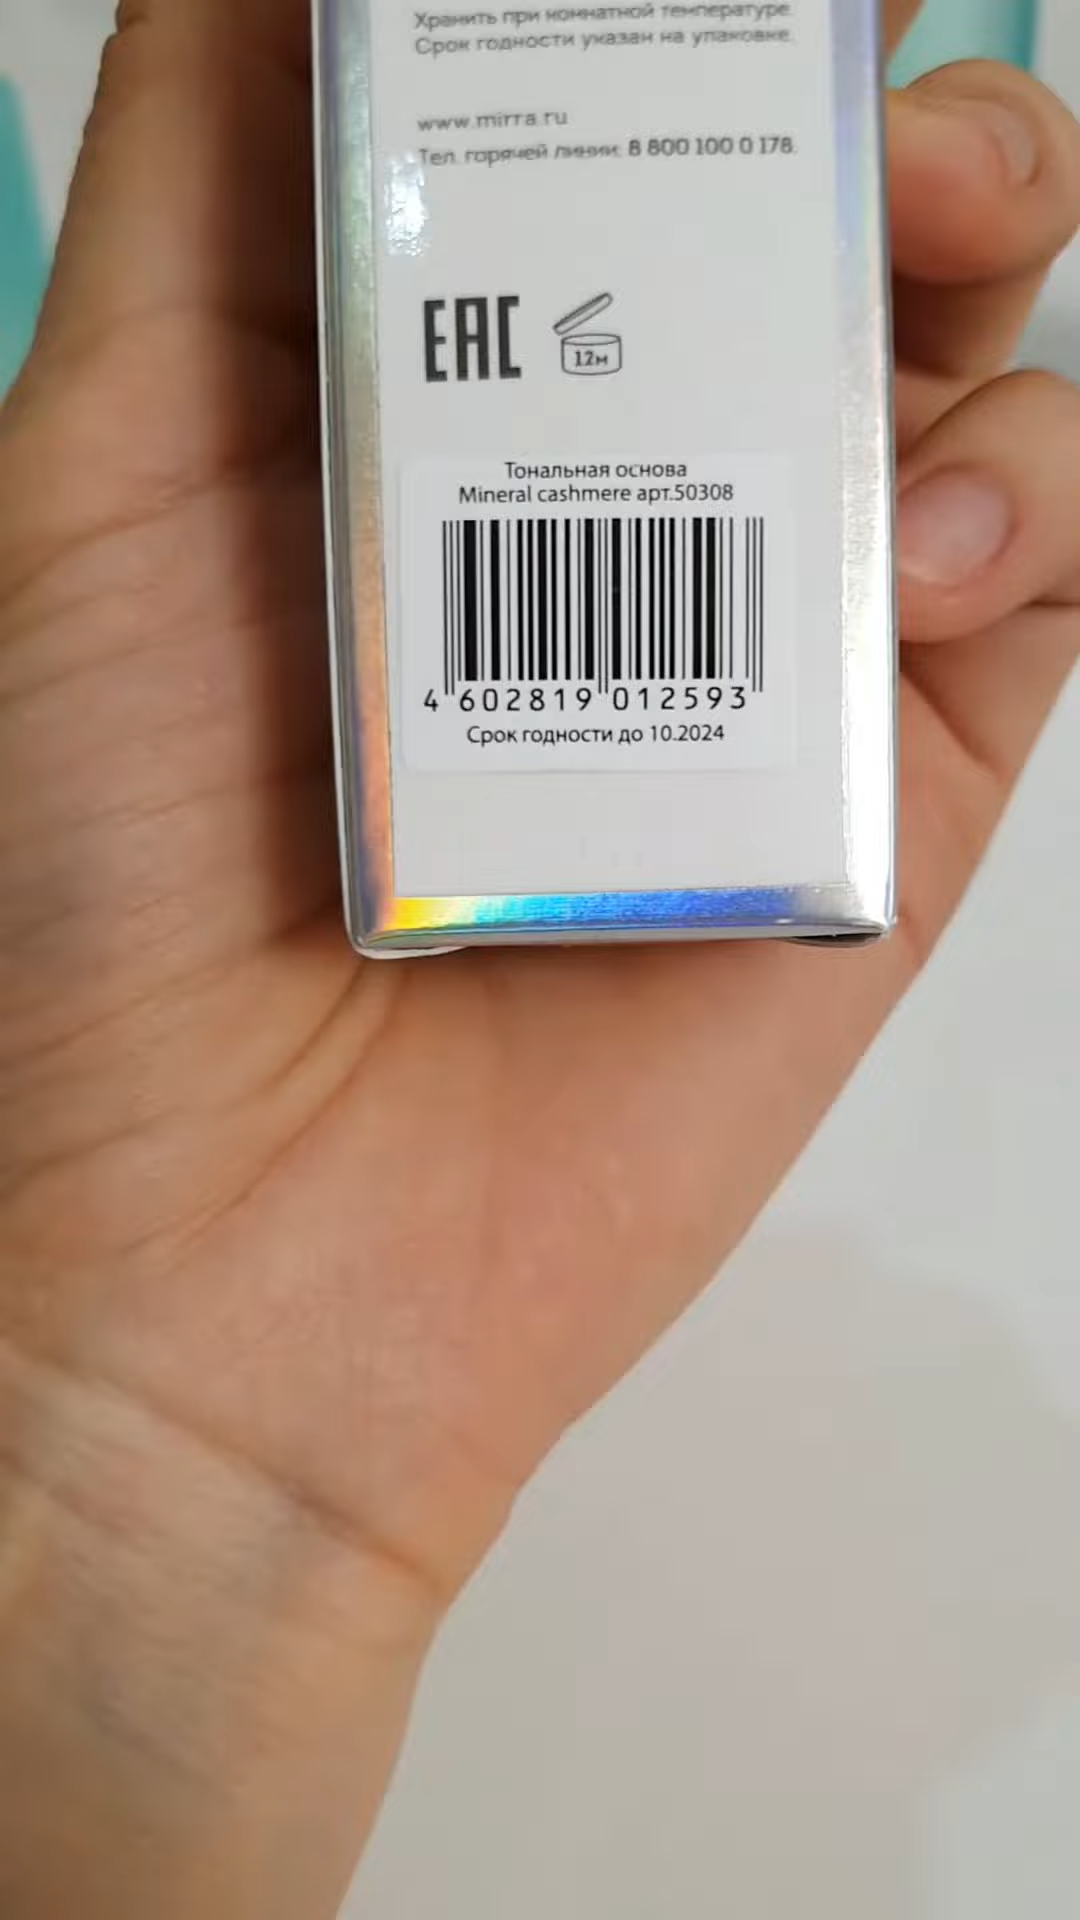 Хранить при комнатной температуре.
Срок годности указан на упаковке.
www.mirra.ru
Тел. горячей линии: 8 800 100 0 178.
EAC
12м
Тональная основа
Mineral cashmere арт.50308
4 602819 012593
Срок годности до 10.2024